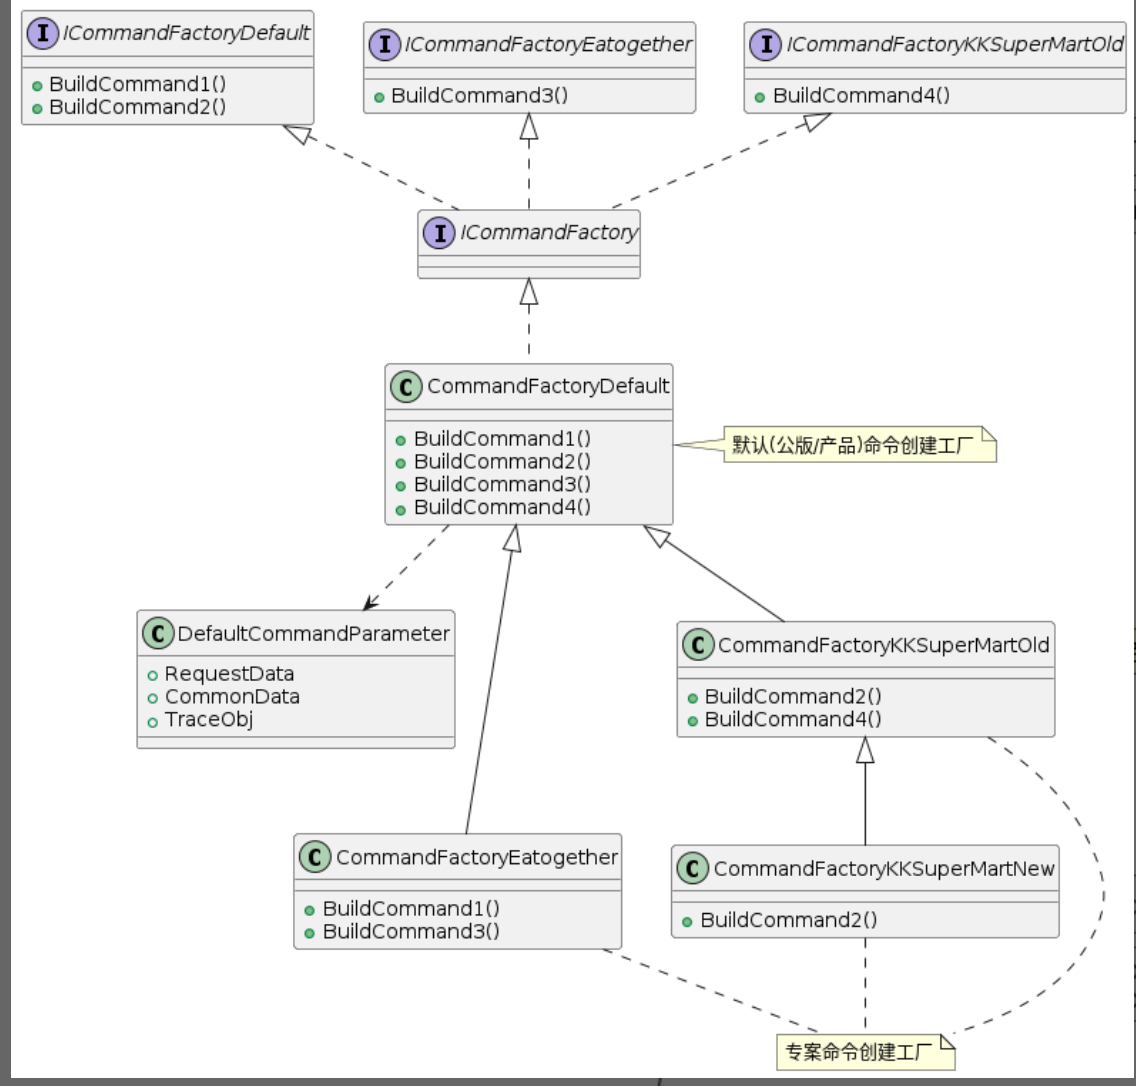 I ICommandFactoryDefault
BuildCommand1()
BuildCommand2()
I ICommandFactoryEatogether
BuildCommand3()
I ICommandFactoryKKSuperMartOld
BuildCommand4()
I ICommandFactory
C CommandFactoryDefault
BuildCommand1()
BuildCommand2()
BuildCommand3()
BuildCommand4()
默认(公版/产品)命令创建工厂
C DefaultCommandParameter
RequestData
CommonData
TraceObj
C CommandFactoryKKSuperMartOld
BuildCommand2()
BuildCommand4()
C CommandFactoryEatogether
BuildCommand1()
BuildCommand3()
C CommandFactoryKKSuperMartNew
BuildCommand2()
专案命令创建工厂